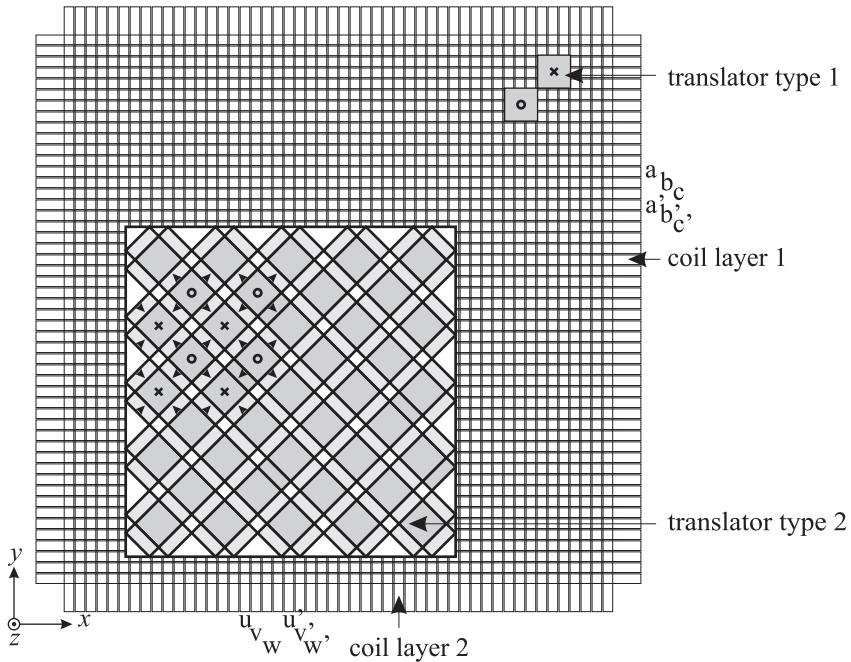 translator type 1
a b c
a' b' c'
coil layer 1
translator type 2
y
x
z
u v w u' v' w'
coil layer 2